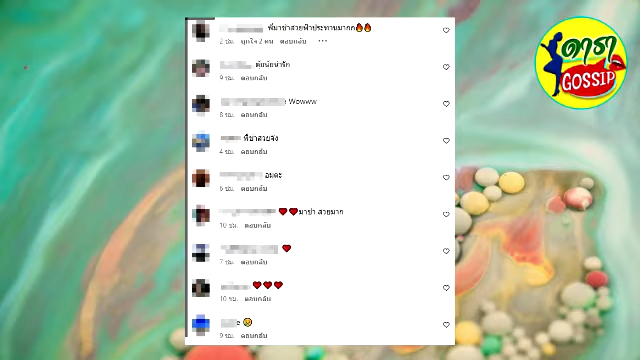 พี่มาช่าสวยฟ้าประทานมากก🔥🔥
2 ชม. ถูกใจ 2 คน ตอบกลับ ...
ดารา
GOSSIP
ตุ้ยนุ้ยน่ารัก
9 ชม. ตอบกลับ
Wowww
8 ชม. ตอบกลับ
พี่ช่าสวยจัง
4 ชม. ตอบกลับ
6 ชม. ตอบกลับ
❤️❤️มาช่า สวยมาก
10 ชม. ตอบกลับ
❤️
7 ชม. ตอบกลับ
❤️❤️❤️
10 ชม. ตอบกลับ
9 ชม. ตอบกลับ